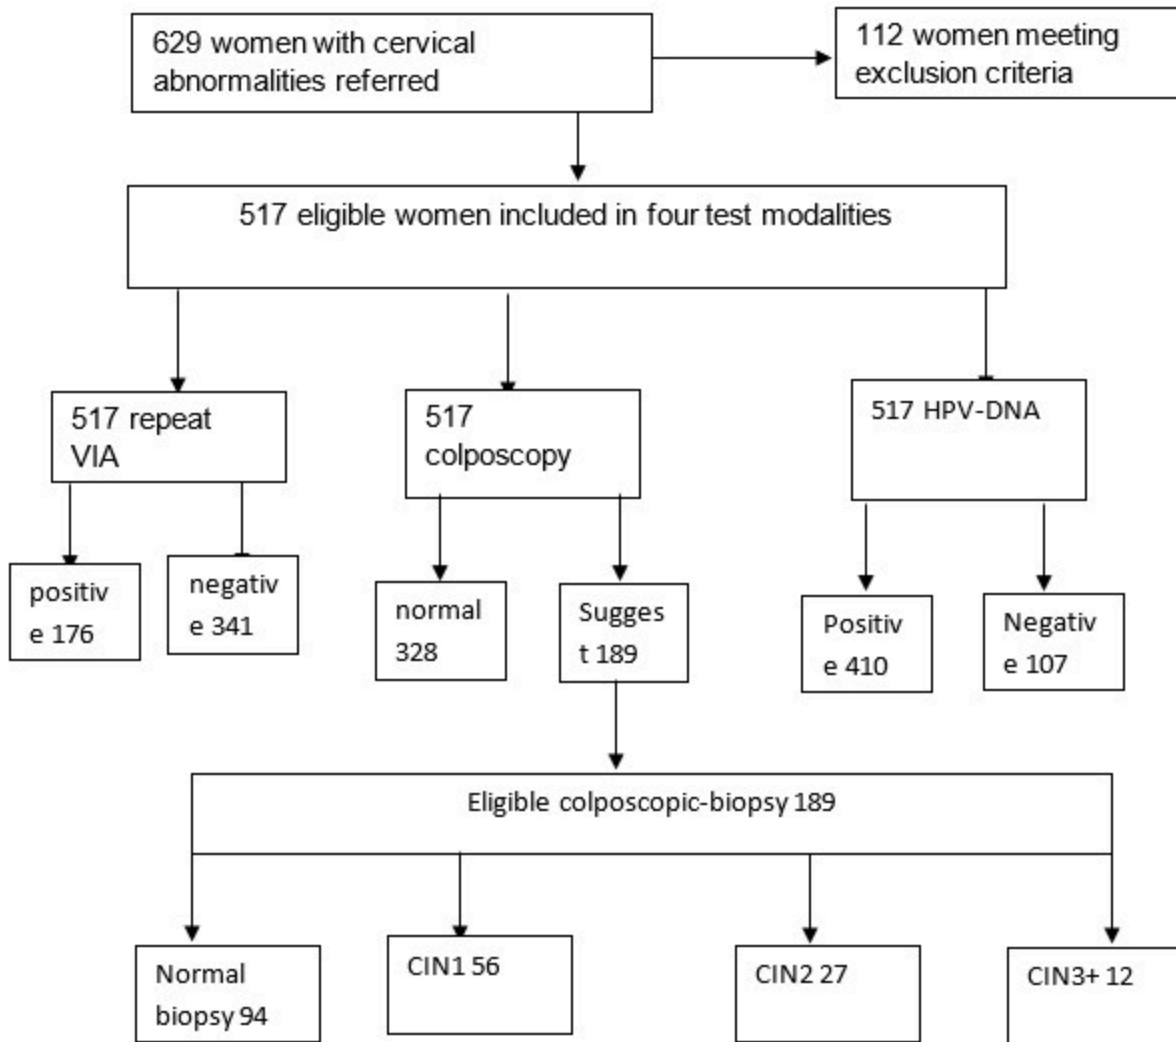 629 women with cervical
abnormalities referred
112 women meeting
exclusion criteria
517 eligible women included in four test modalities
517 repeat
VIA
517
colposcopy
517 HPV-DNA
positiv
e 176
negativ
e 341
normal
328
Sugges
t 189
Positiv
e 410
Negativ
e 107
Eligible colposcopic-biopsy 189
Normal
biopsy 94
CIN1 56
CIN2 27
CIN3+ 12